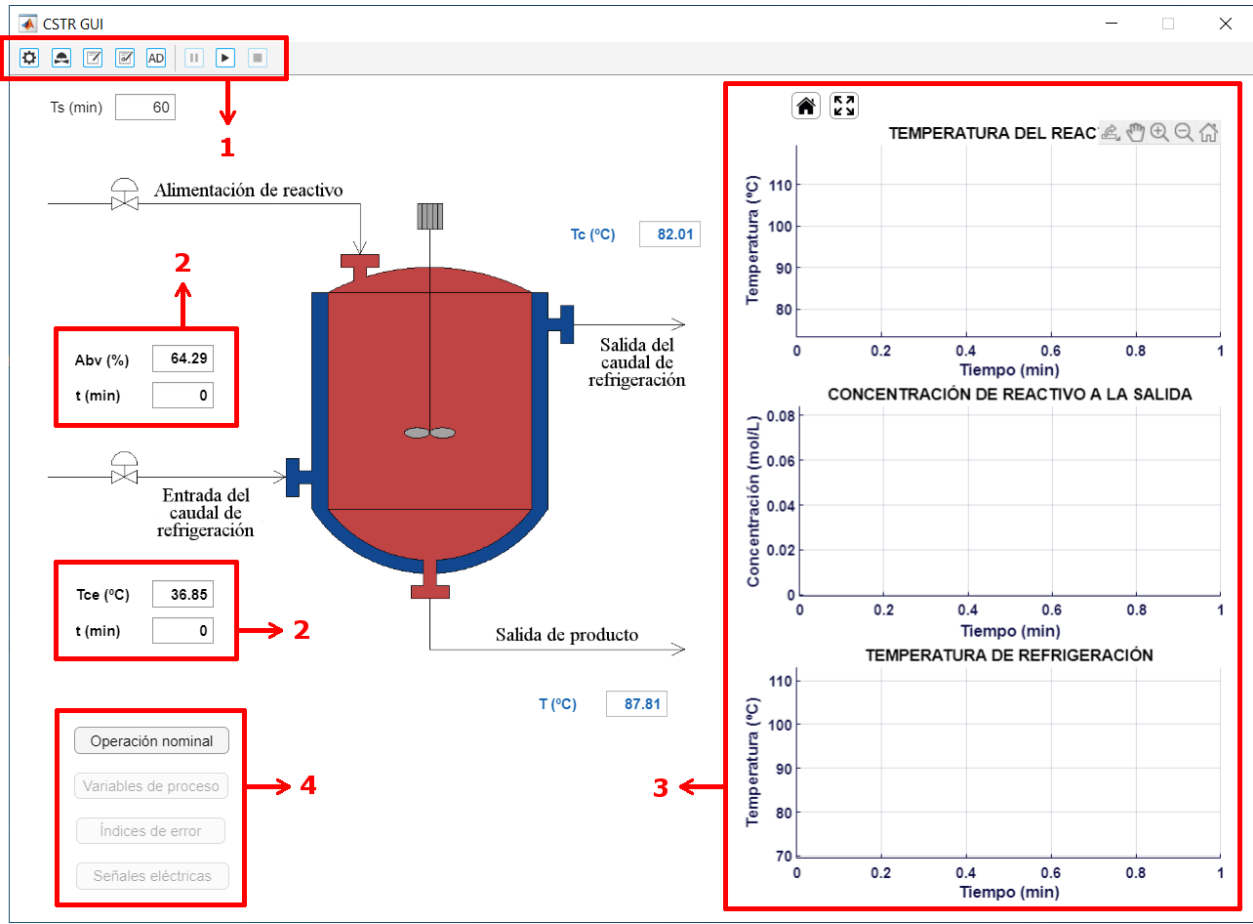 CSTR GUI
AD
Ts (min) 60
1
Alimentación de reactivo
Tc (ºC) 82.01
2
Abv (%) 64.29
t (min) 0
Salida del
caudal de
refrigeración
Entrada del
caudal de
refrigeración
Tce (ºC) 36.85
t (min) 0
2
Salida de producto
T (ºC) 87.81
Operación nominal
Variables de proceso
Índices de error
Señales eléctricas
4
3
TEMPERATURA DEL REAC
Temperatura (ºC)
110
100
90
80
0 0.2 0.4 0.6 0.8 1
Tiempo (min)
CONCENTRACIÓN DE REACTIVO A LA SALIDA
Concentración (mol/L)
0.08
0.06
0.04
0.02
0
0 0.2 0.4 0.6 0.8 1
Tiempo (min)
TEMPERATURA DE REFRIGERACIÓN
Temperatura (ºC)
110
100
90
80
70
0 0.2 0.4 0.6 0.8 1
Tiempo (min)